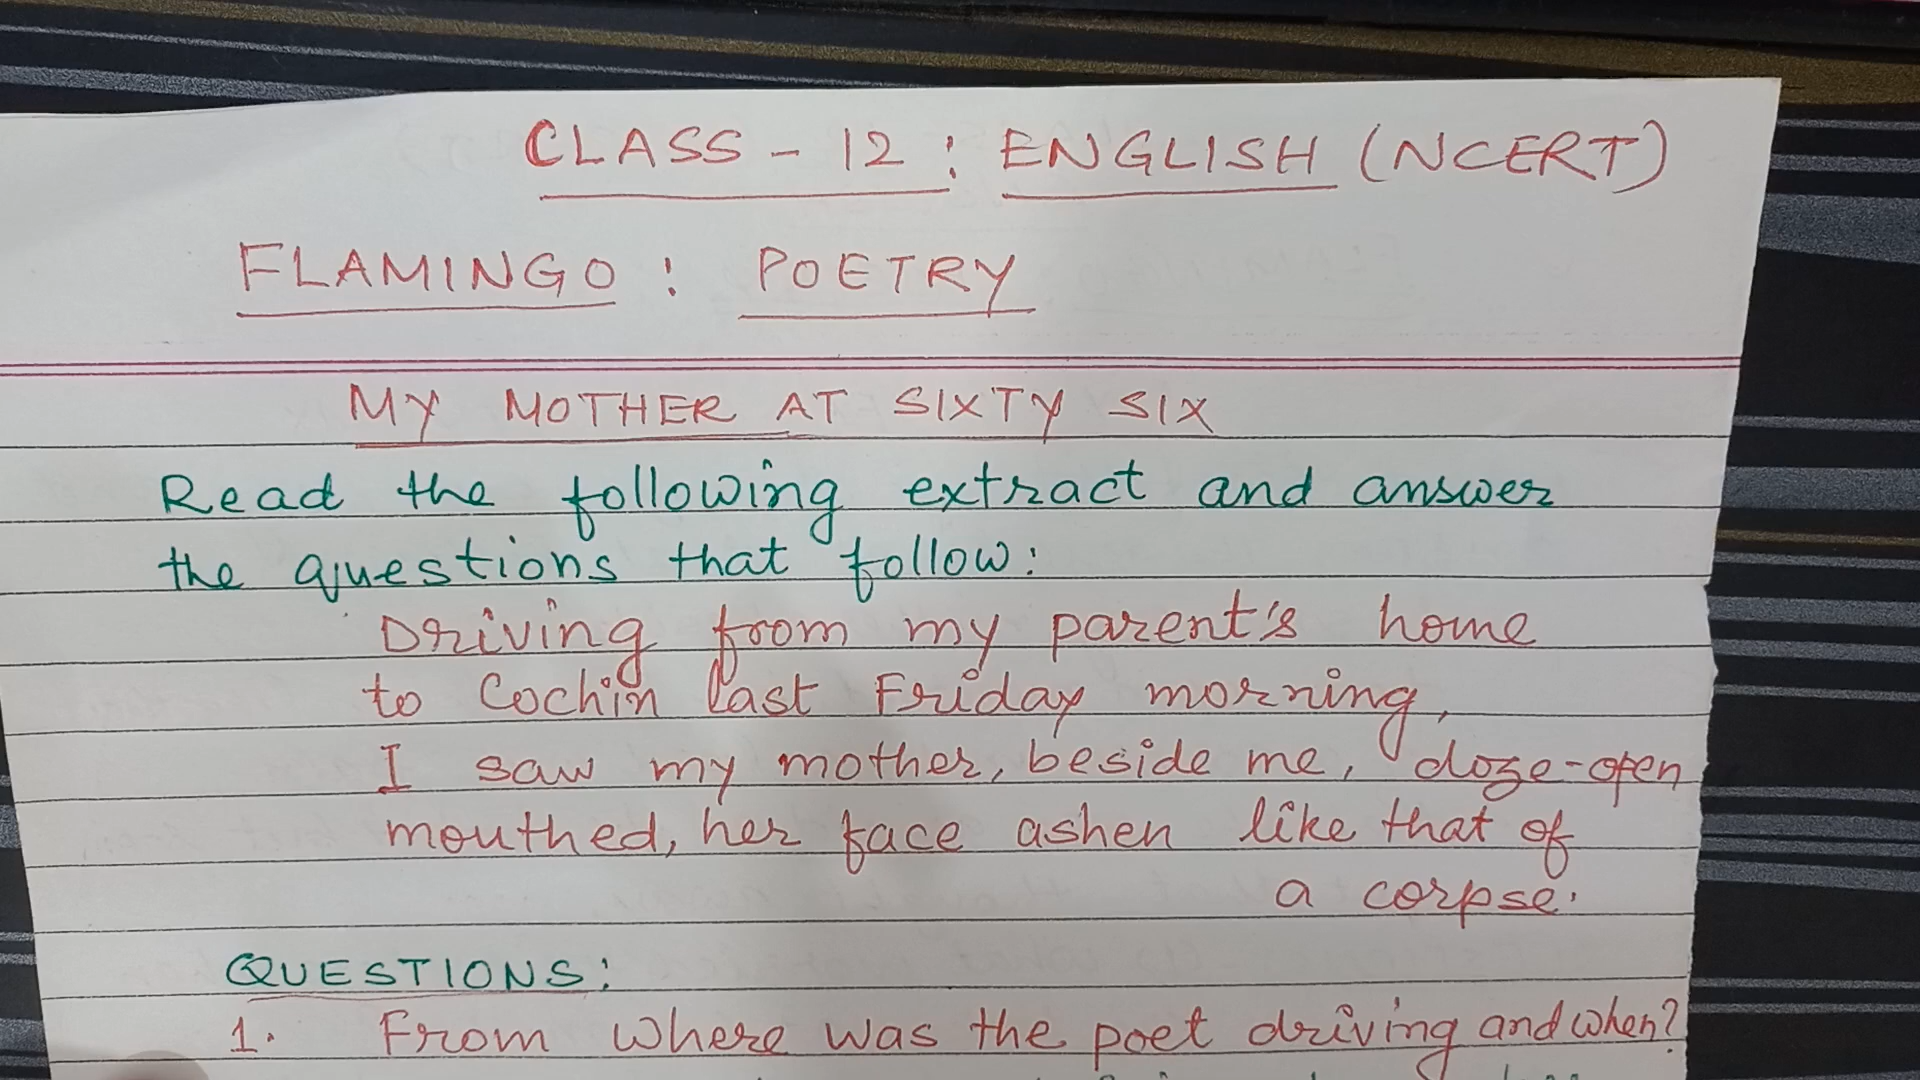 CLASS - 12 : ENGLISH (NCERT)
FLAMINGO : POETRY
MY MOTHER AT SIXTY SIX
Read the following extract and answer
the questions that follow:
Driving from my parent's home
to Cochin last Friday morning,
I saw my mother, beside me, doze-open
mouthed, her face ashen like that of
a corpse.
QUESTIONS:
1. From where was the poet driving and when?